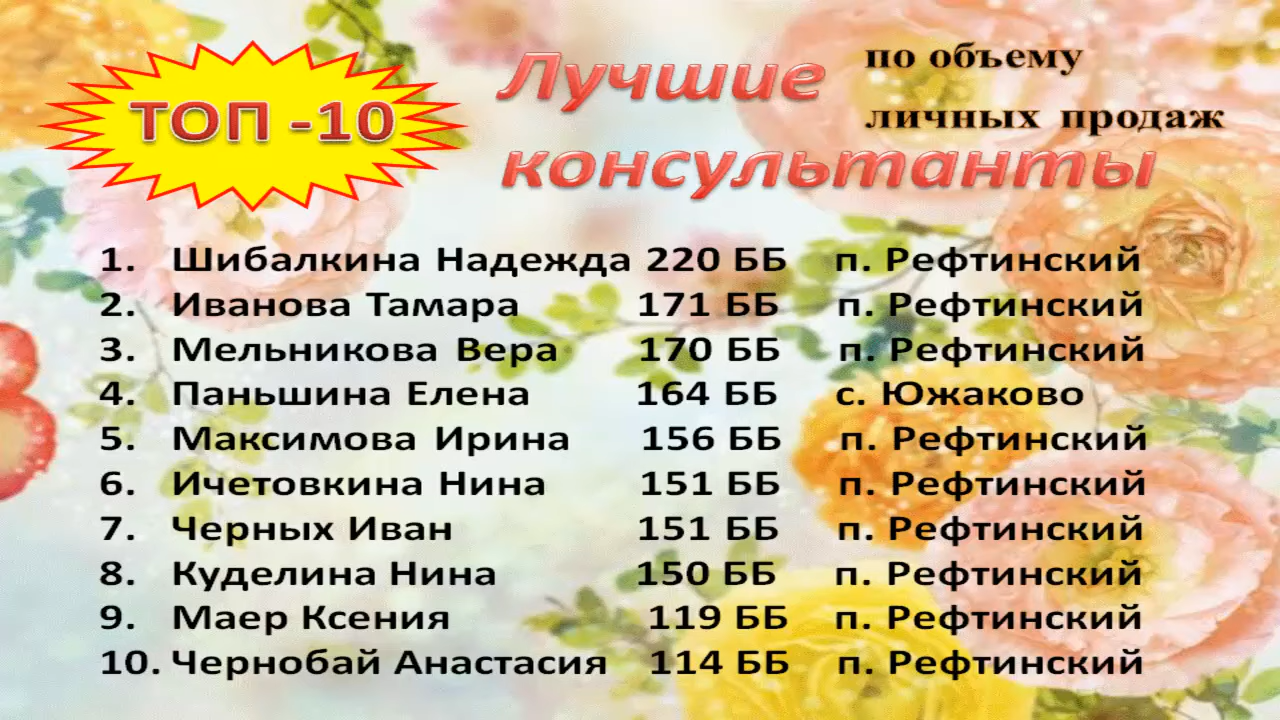 ТОП -10
Лучшие
консультанты
по объему
личных продаж
1. Шибалкина Надежда 220 ББ п. Рефтинский
2. Иванова Тамара 171 ББ п. Рефтинский
3. Мельникова Вера 170 ББ п. Рефтинский
4. Паньшина Елена 164 ББ с. Южаково
5. Максимова Ирина 156 ББ п. Рефтинский
6. Ичетовкина Нина 151 ББ п. Рефтинский
7. Черных Иван 151 ББ п. Рефтинский
8. Куделина Нина 150 ББ п. Рефтинский
9. Маер Ксения 119 ББ п. Рефтинский
10. Чернобай Анастасия 114 ББ п. Рефтинский